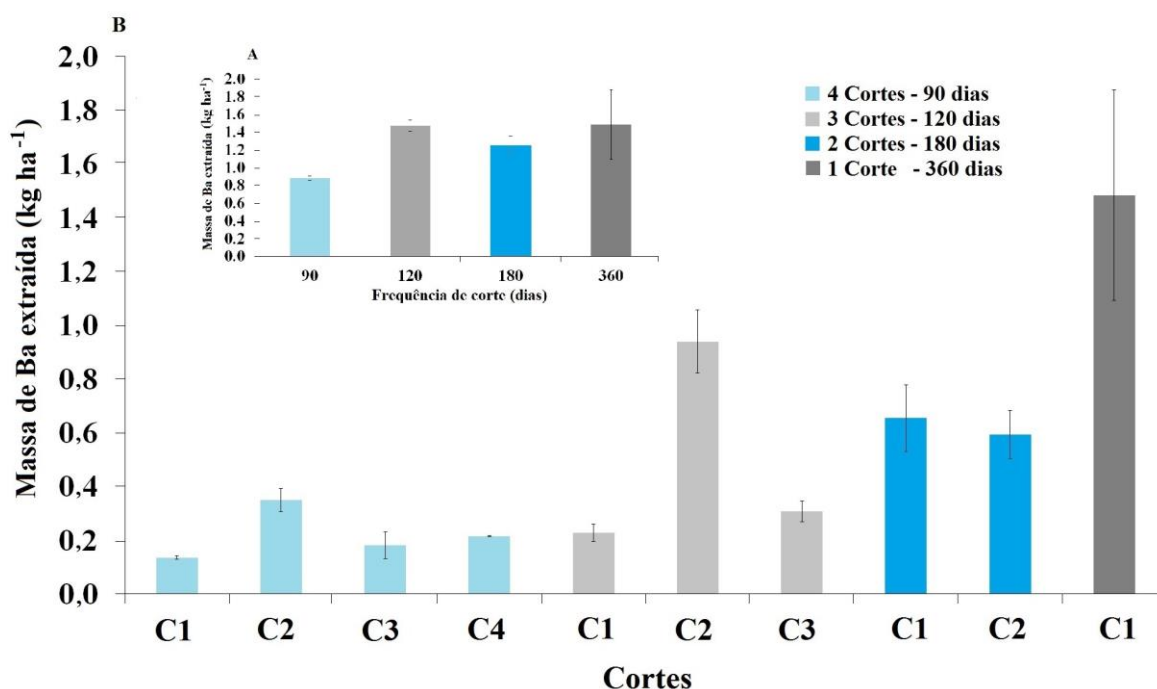 B
Massa de Ba extraída (kg ha⁻¹)
2,0
1,8
1,6
1,4
1,2
1,0
0,8
0,6
0,4
0,2
0,0
A
Massa de Ba extraída (kg ha⁻¹)
2,0
1,8
1,6
1,4
1,2
1,0
0,8
0,6
0,4
0,2
0,0
90 120 180 360
Frequência de corte (dias)
4 Cortes - 90 dias
3 Cortes - 120 dias
2 Cortes - 180 dias
1 Corte - 360 dias
C1 C2 C3 C4 C1 C2 C3 C1 C2 C1
Cortes